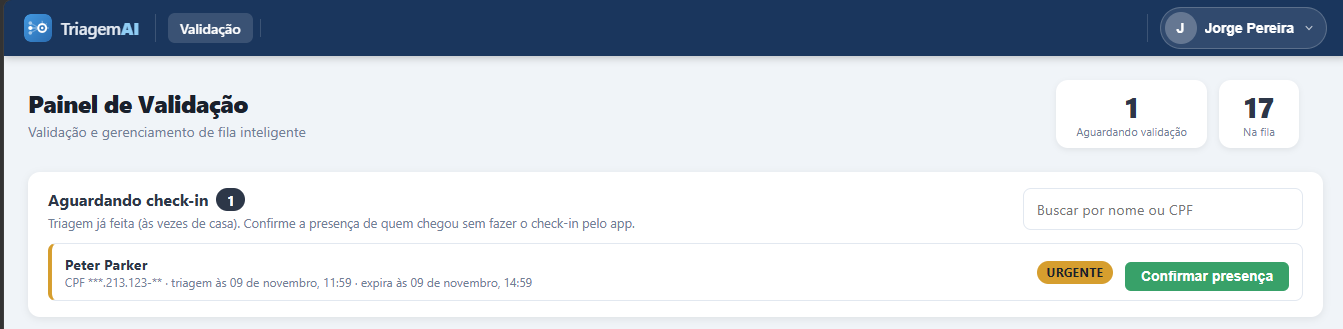 TriagemAI
Validação
J
Jorge Pereira
Painel de Validação
Validação e gerenciamento de fila inteligente
1
Aguardando validação
17
Na fila
Aguardando check-in 1
Triagem já feita (às vezes de casa). Confirme a presença de quem chegou sem fazer o check-in pelo app.
Buscar por nome ou CPF
Peter Parker
CPF ***.213.123-** · triagem às 09 de novembro, 11:59 · expira às 09 de novembro, 14:59
URGENTE
Confirmar presença